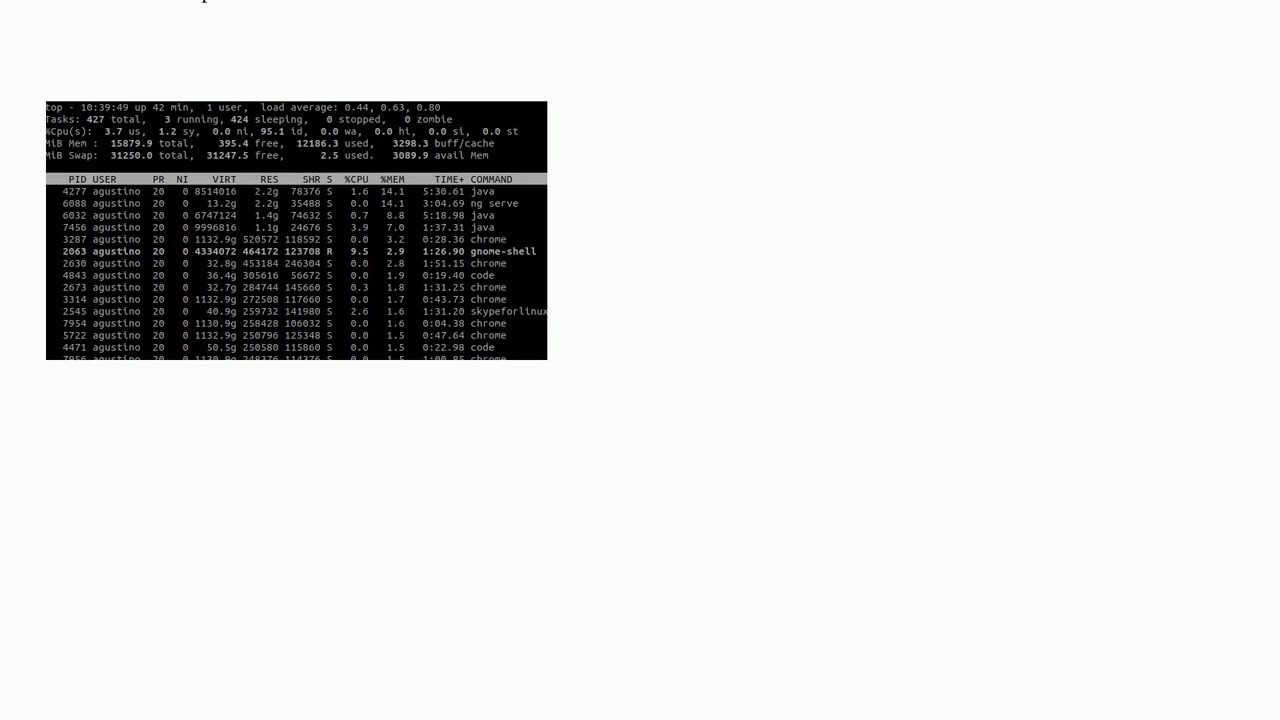 top - 10:39:49 up 42 min, 1 user, load average: 0.44, 0.63, 0.80
Tasks: 427 total, 3 running, 424 sleeping, 0 stopped, 0 zombie
%Cpu(s): 3.7 us, 1.2 sy, 0.0 ni, 95.1 id, 0.0 wa, 0.0 hi, 0.0 si, 0.0 st
MiB Mem : 15879.9 total, 395.4 free, 12186.3 used, 3298.3 buff/cache
MiB Swap: 31250.0 total, 31247.5 free, 2.5 used. 3089.9 avail Mem
PID USER PR NI VIRT RES SHR S %CPU %MEM TIME+ COMMAND
4277 agustino 20 0 8514016 2.2g 78376 S 1.6 14.1 5:30.61 java
6088 agustino 20 0 13.2g 2.2g 35488 S 0.0 14.1 3:04.69 ng serve
6032 agustino 20 0 6747124 1.4g 74632 S 0.7 8.8 5:18.98 java
7456 agustino 20 0 9996816 1.1g 24676 S 3.9 7.0 1:37.31 java
3287 agustino 20 0 1132.9g 520572 118592 S 0.0 3.2 0:28.36 chrome
2063 agustino 20 0 4334072 464172 123708 R 9.5 2.9 1:26.90 gnome-shell
2630 agustino 20 0 32.8g 453184 246304 S 0.0 2.8 1:51.15 chrome
4843 agustino 20 0 36.4g 305616 56672 S 0.0 1.9 0:19.40 code
2673 agustino 20 0 32.7g 284744 145660 S 0.3 1.8 1:31.25 chrome
3314 agustino 20 0 1132.9g 272508 117660 S 0.0 1.7 0:43.73 chrome
2545 agustino 20 0 40.9g 259732 141980 S 2.6 1.6 1:31.20 skypeforlinux
7954 agustino 20 0 1130.9g 258428 106032 S 0.0 1.6 0:04.38 chrome
5722 agustino 20 0 1132.9g 250796 125348 S 0.0 1.5 0:47.64 chrome
4471 agustino 20 0 50.5g 250580 115860 S 0.0 1.5 0:22.98 code
7956 agustino 20 0 1130.9g 248376 114376 S 0.0 1.5 1:00.85 chrome